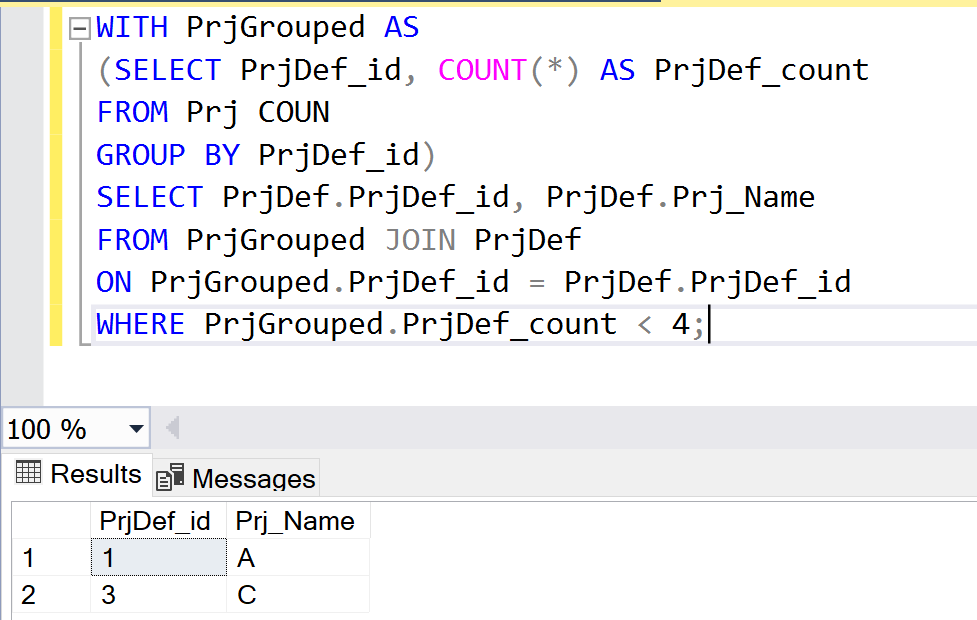 WITH PrjGrouped AS
(SELECT PrjDef_id, COUNT(*) AS PrjDef_count
FROM Prj COUN
GROUP BY PrjDef_id)
SELECT PrjDef.PrjDef_id, PrjDef.Prj_Name
FROM PrjGrouped JOIN PrjDef
ON PrjGrouped.PrjDef_id = PrjDef.PrjDef_id
WHERE PrjGrouped.PrjDef_count < 4;
100 %
Results Messages
PrjDef_id Prj_Name
1 1 A
2 3 C